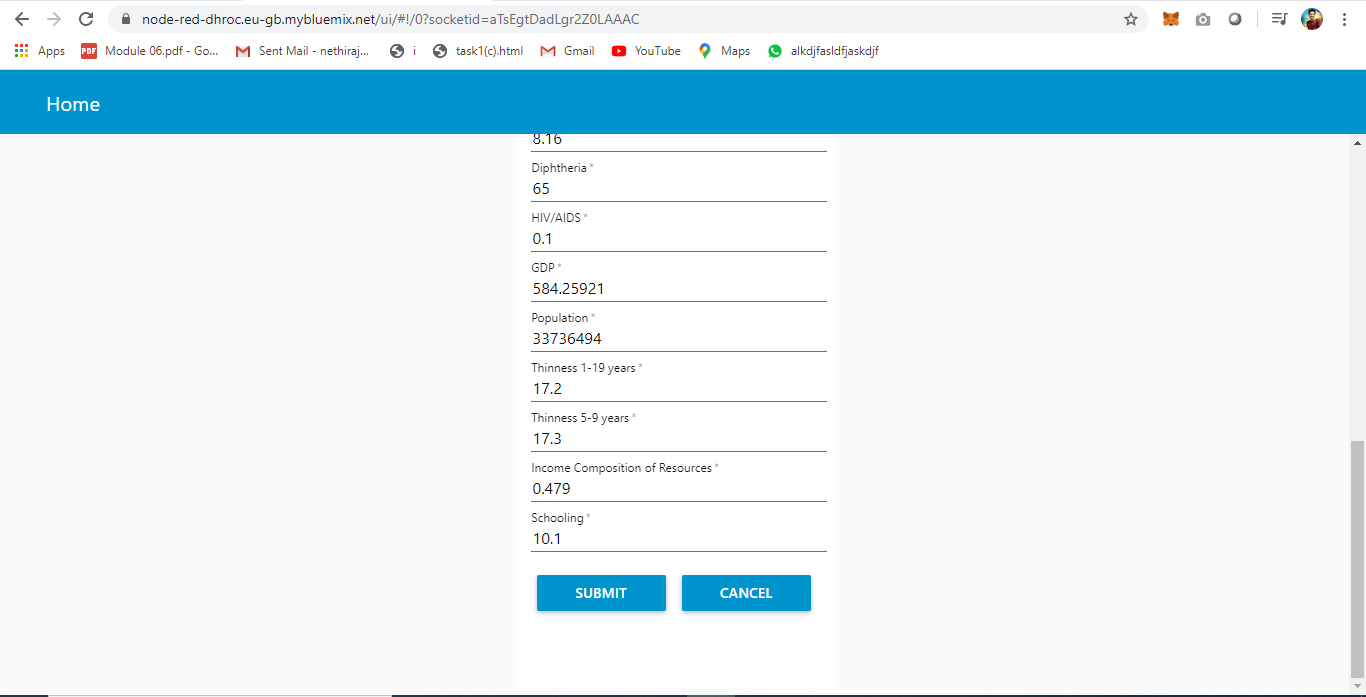 node-red-dhroc.eu-gb.mybluemix.net/ui/#!/0?socketid=aTsEgtDadLgr2Z0LAAAC
Apps PDF Module 06.pdf - Go... Sent Mail - nethiraj... i task1(c).html Gmail YouTube Maps alkdjfasldfjaskdjf
Home
8.16
Diphtheria *
65
HIV/AIDS *
0.1
GDP *
584.25921
Population *
33736494
Thinness 1-19 years *
17.2
Thinness 5-9 years *
17.3
Income Composition of Resources *
0.479
Schooling *
10.1
SUBMIT CANCEL